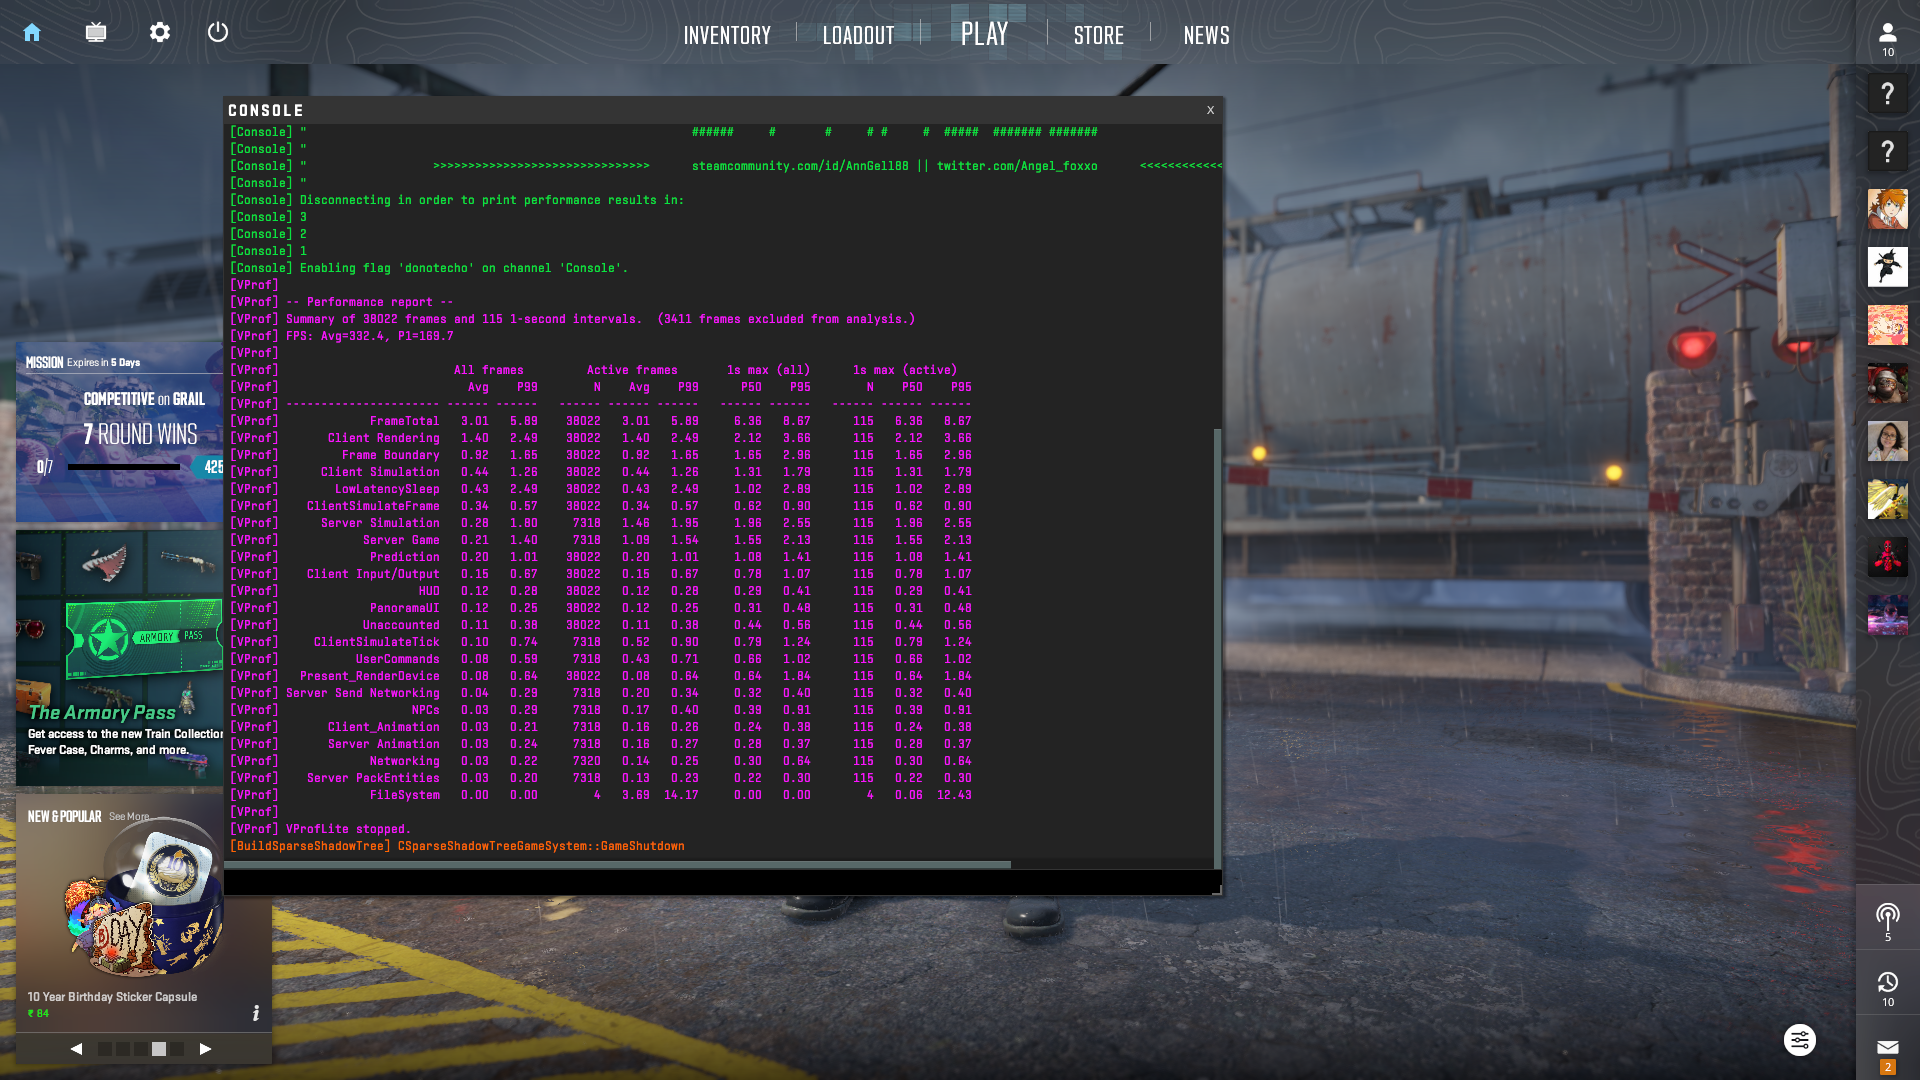 INVENTORY
LOADOUT
PLAY
STORE
NEWS
10
CONSOLE
X
[Console] "                                                       ######     #       #     # #     #  #####  ####### #######
[Console] "
[Console] "                  >>>>>>>>>>>>>>>>>>>>>>>>>>>>>>>      steamcommunity.com/id/AnnGell88 || twitter.com/Angel_foxxo      <<<<<<<<<<<<
[Console] "
[Console] Disconnecting in order to print performance results in:
[Console] 3
[Console] 2
[Console] 1
[Console] Enabling flag 'donotecho' on channel 'Console'.
[VProf]
[VProf] -- Performance report --
[VProf] Summary of 38022 frames and 115 1-second intervals.  (3411 frames excluded from analysis.)
[VProf] FPS: Avg=332.4, P1=169.7
[VProf]
[VProf]                         All frames         Active frames       1s max (all)      1s max (active)
[VProf]                           Avg    P99        N    Avg     P99      P50    P95        N    P50    P95
[VProf] ---------------------- ------ ------   ------ ------ ------   ------ ------   ------ ------ ------
[VProf]             FrameTotal   3.01   5.89    38022   3.01   5.89     6.36   8.67      115   6.36   8.67
[VProf]       Client Rendering   1.40   2.49    38022   1.40   2.49     2.12   3.66      115   2.12   3.66
[VProf]         Frame Boundary   0.92   1.65    38022   0.92   1.65     1.65   2.96      115   1.65   2.96
[VProf]      Client Simulation   0.44   1.26    38022   0.44   1.26     1.31   1.79      115   1.31   1.79
[VProf]        LowLatencySleep   0.43   2.49    38022   0.43   2.49     1.02   2.89      115   1.02   2.89
[VProf]    ClientSimulateFrame   0.34   0.57    38022   0.34   0.57     0.62   0.90      115   0.62   0.90
[VProf]      Server Simulation   0.28   1.80     7318   1.46   1.95     1.96   2.55      115   1.96   2.55
[VProf]            Server Game   0.21   1.40     7318   1.09   1.54     1.55   2.13      115   1.55   2.13
[VProf]             Prediction   0.20   1.01    38022   0.20   1.01     1.08   1.41      115   1.08   1.41
[VProf]    Client Input/Output   0.15   0.67    38022   0.15   0.67     0.78   1.07      115   0.78   1.07
[VProf]                    HUD   0.12   0.28    38022   0.12   0.28     0.29   0.41      115   0.29   0.41
[VProf]             PanoramaUI   0.12   0.25    38022   0.12   0.25     0.31   0.48      115   0.31   0.48
[VProf]            Unaccounted   0.11   0.38    38022   0.11   0.38     0.44   0.56      115   0.44   0.56
[VProf]     ClientSimulateTick   0.10   0.74     7318   0.52   0.90     0.79   1.24      115   0.79   1.24
[VProf]           UserCommands   0.08   0.59     7318   0.43   0.71     0.66   1.02      115   0.66   1.02
[VProf]   Present_RenderDevice   0.08   0.64    38022   0.08   0.64     0.64   1.84      115   0.64   1.84
[VProf] Server Send Networking   0.04   0.29     7318   0.20   0.34     0.32   0.40      115   0.32   0.40
[VProf]                   NPCs   0.03   0.29     7318   0.17   0.40     0.39   0.91      115   0.39   0.91
[VProf]       Client_Animation   0.03   0.21     7318   0.16   0.26     0.24   0.38      115   0.24   0.38
[VProf]       Server Animation   0.03   0.24     7318   0.16   0.27     0.28   0.37      115   0.28   0.37
[VProf]             Networking   0.03   0.22     7320   0.14   0.25     0.30   0.64      115   0.30   0.64
[VProf]    Server PackEntities   0.03   0.20     7318   0.13   0.23     0.22   0.30      115   0.22   0.30
[VProf]             FileSystem   0.00   0.00        4   3.69  14.17     0.00   0.00        4   0.06  12.43
[VProf]
[VProf] VProfLite stopped.
[BuildSparseShadowTree] CSparseShadowTreeGameSystem::GameShutdown
MISSION Expires in 5 Days
COMPETITIVE on GRAIL
7 ROUND WINS
0/7
425
ARMORY PASS
The Armory Pass
Get access to the new Train Collection
Fever Case, Charms, and more.
NEW & POPULAR See More
10
BDAY
10 Year Birthday Sticker Capsule
₹ 84
i
?
?
5
10
2